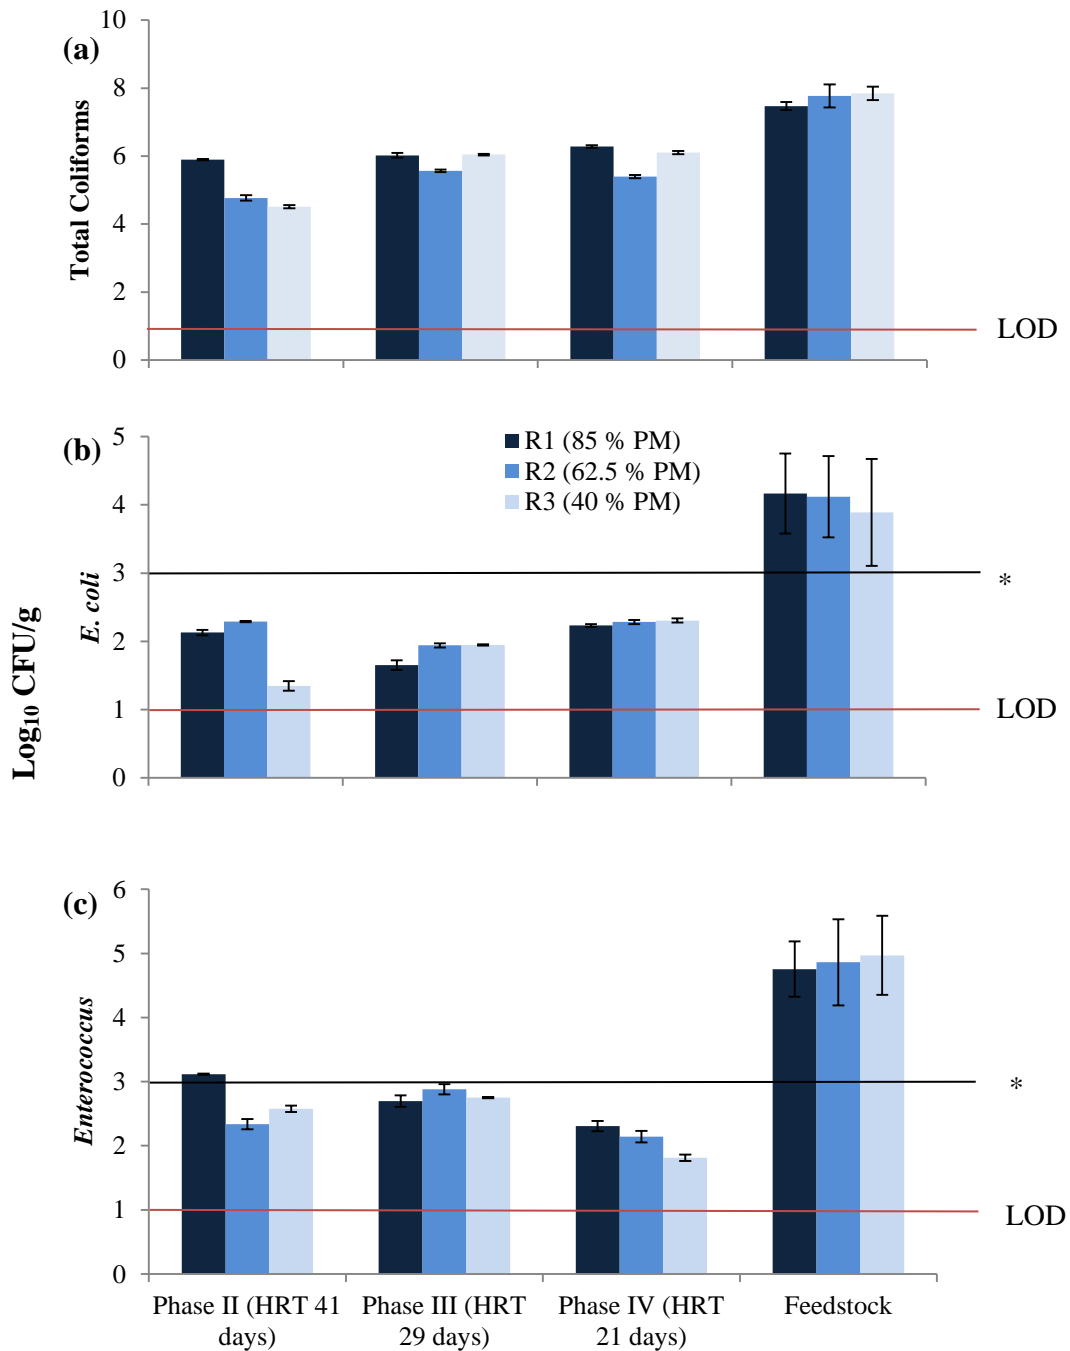 (a)
Total Coliforms
10
8
6
4
2
0
LOD
(b)
E. coli
5
4
3
2
1
0
R1 (85 % PM)
R2 (62.5 % PM)
R3 (40 % PM)
*
LOD
Log10 CFU/g
(c)
Enterococcus
6
5
4
3
2
1
0
*
LOD
Phase II (HRT 41
days)
Phase III (HRT
29 days)
Phase IV (HRT
21 days)
Feedstock